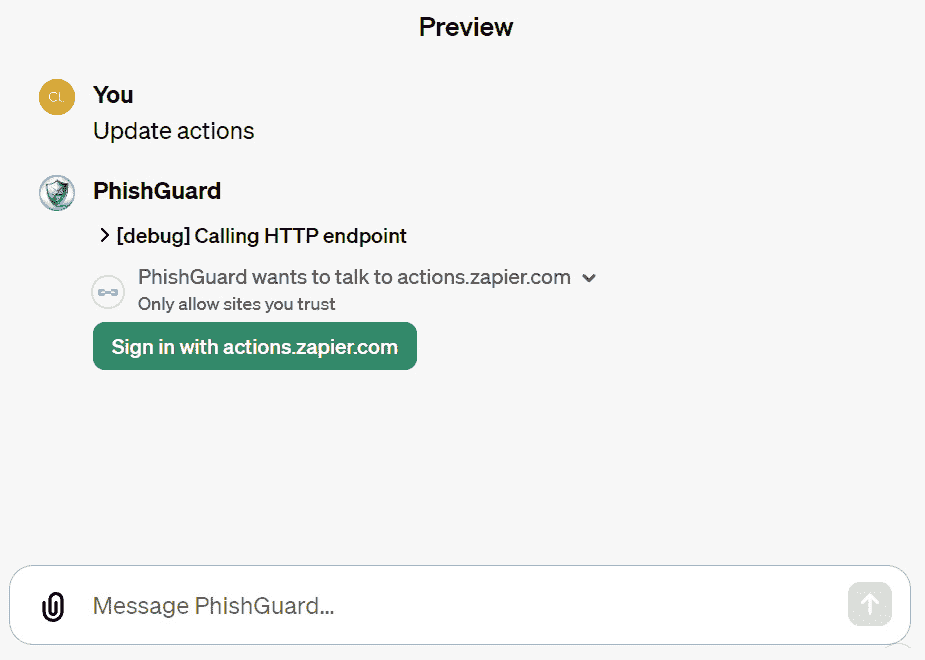 Preview
CL
You
Update actions
PhishGuard
[debug] Calling HTTP endpoint
PhishGuard wants to talk to actions.zapier.com
Only allow sites you trust
Sign in with actions.zapier.com
Message PhishGuard...